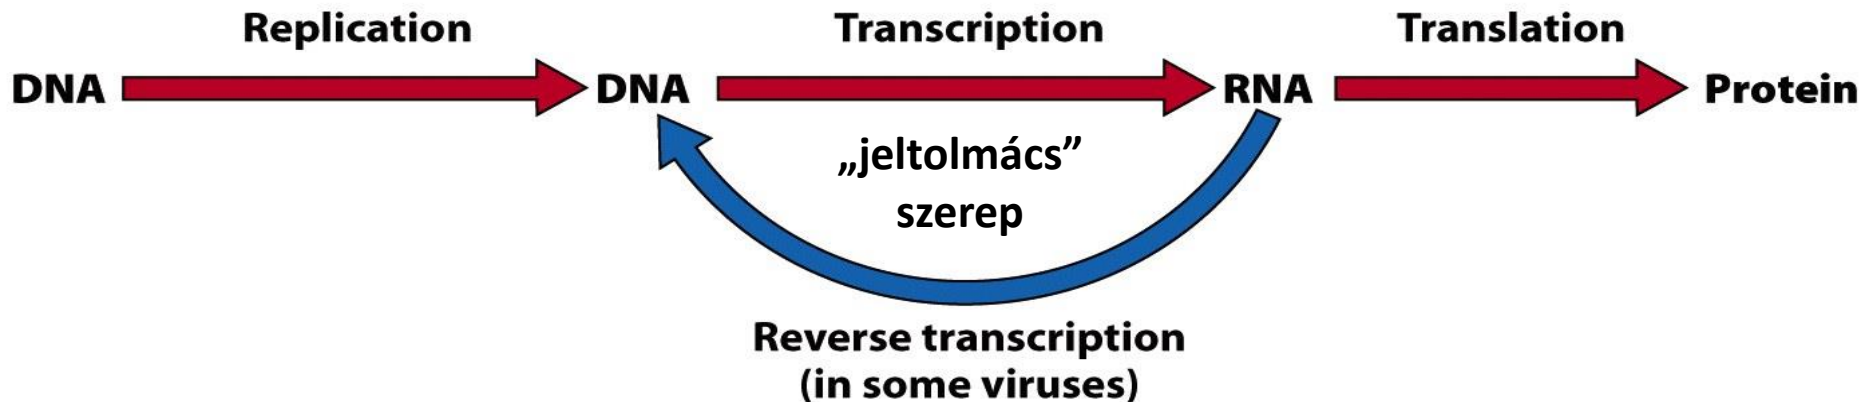 Replication Transcription Translation
DNA DNA RNA Protein
„jeltolmács”
szerep
Reverse transcription
(in some viruses)